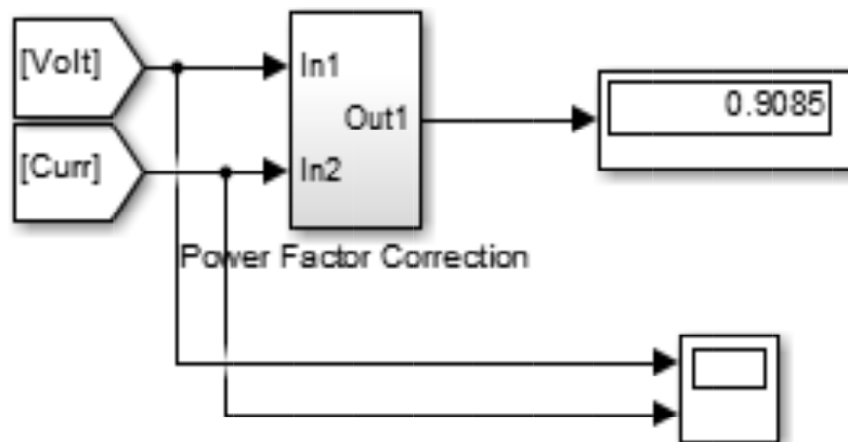 [Volt]
In1
Out1
0.9085
[Curr]
In2
Power Factor Correction